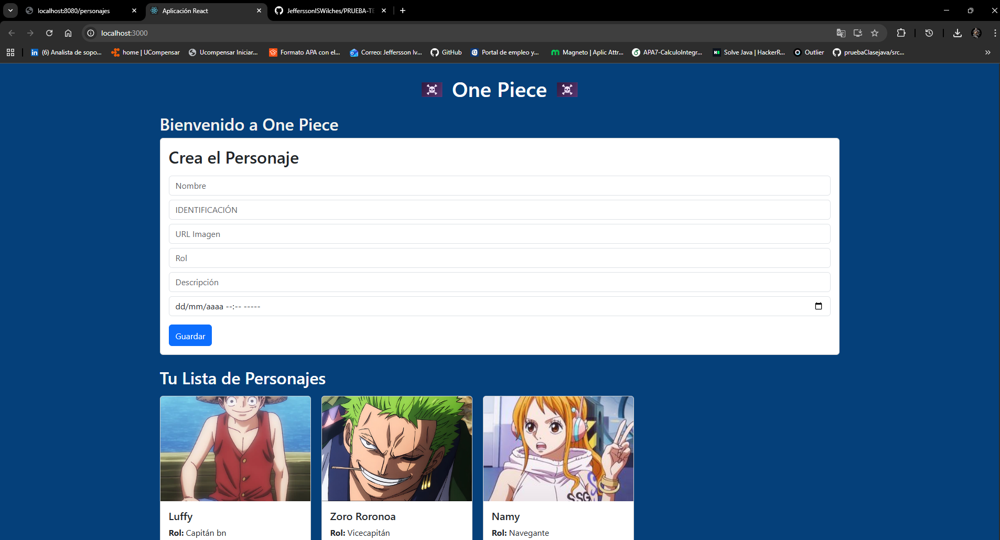 localhost:8080/personajes
Aplicación React
JefferssonISWilches/PRUEBA-TE
localhost:3000
(6) Analista de sopo...
home | UCompensar
Ucompensar Iniciar...
Formato APA con el...
Correo: Jeffersson Iv...
GitHub
Portal de empleo y...
Magneto | Aplic Attr...
APA7-CalculoIntegr...
Solve Java | HackerR...
Outlier
pruebaClasejava/src...
One Piece
Bienvenido a One Piece
Crea el Personaje
Nombre
IDENTIFICACIÓN
URL Imagen
Rol
Descripción
dd/mm/aaaa --:-- -----
Guardar
Tu Lista de Personajes
SSG
Luffy
Rol: Capitán bn
Zoro Roronoa
Rol: Vicecapitán
Namy
Rol: Navegante